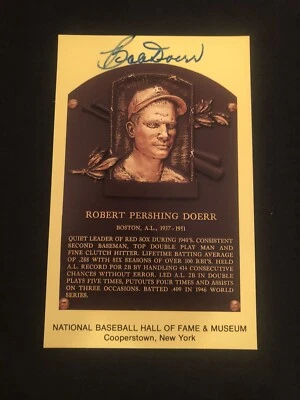 Bob Doerr
ROBERT PERSHING DOERR
BOSTON, A.L., 1937-1951
QUIET LEADER OF RED SOX DURING 1940'S. CONSISTENT
SECOND BASEMAN, TOP DOUBLE PLAY MAN AND
FINE CLUTCH HITTER. LIFETIME BATTING AVERAGE
OF .288 WITH SIX SEASONS OF OVER 100 RBI'S. HELD
A.L. RECORD FOR 2B BY HANDLING 414 CONSECUTIVE
CHANCES WITHOUT ERROR. LED A.L. 2B IN DOUBLE
PLAYS FIVE TIMES, PUTOUTS FOUR TIMES AND ASSISTS
ON THREE OCCASIONS. BATTED .409 IN 1946 WORLD
SERIES.
NATIONAL BASEBALL HALL OF FAME & MUSEUM
Cooperstown, New York